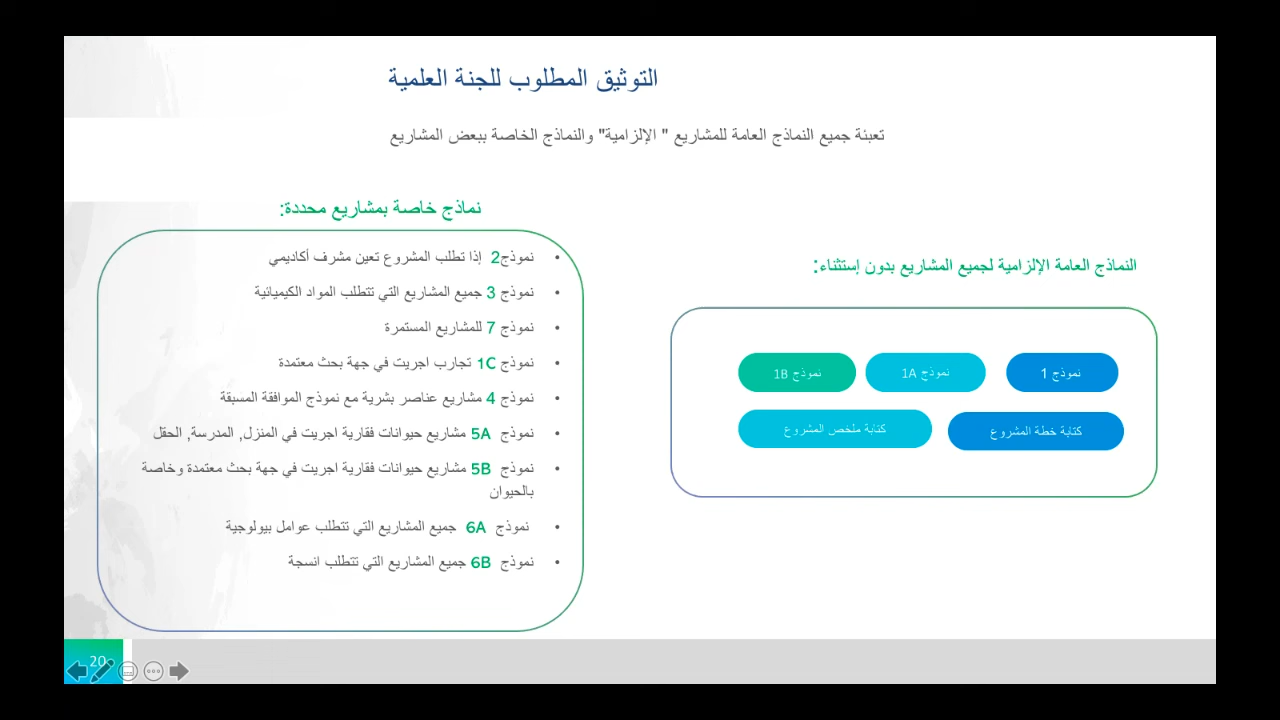 التوثيق المطلوب للجنة العلمية
تعبئة جميع النماذج العامة للمشاريع " الإلزامية" والنماذج الخاصة ببعض المشاريع
النماذج العامة الإلزامية لجميع المشاريع بدون إستثناء:
نموذج 1
نموذج 1A
نموذج 1B
كتابة خطة المشروع
كتابة ملخص المشروع
نماذج خاصة بمشاريع محددة:
• نموذج2 إذا تطلب المشروع تعين مشرف أكاديمي
• نموذج 3 جميع المشاريع التي تتطلب المواد الكيميائية
• نموذج 7 للمشاريع المستمرة
• نموذج 1C تجارب اجريت في جهة بحث معتمدة
• نموذج 4 مشاريع عناصر بشرية مع نموذج الموافقة المسبقة
• نموذج 5A مشاريع حيوانات فقارية اجريت في المنزل, المدرسة, الحقل
• نموذج 5B مشاريع حيوانات فقارية اجريت في جهة بحث معتمدة وخاصة
بالحيوان
• نموذج 6A جميع المشاريع التي تتطلب عوامل بيولوجية
• نموذج 6B جميع المشاريع التي تتطلب انسجة
20